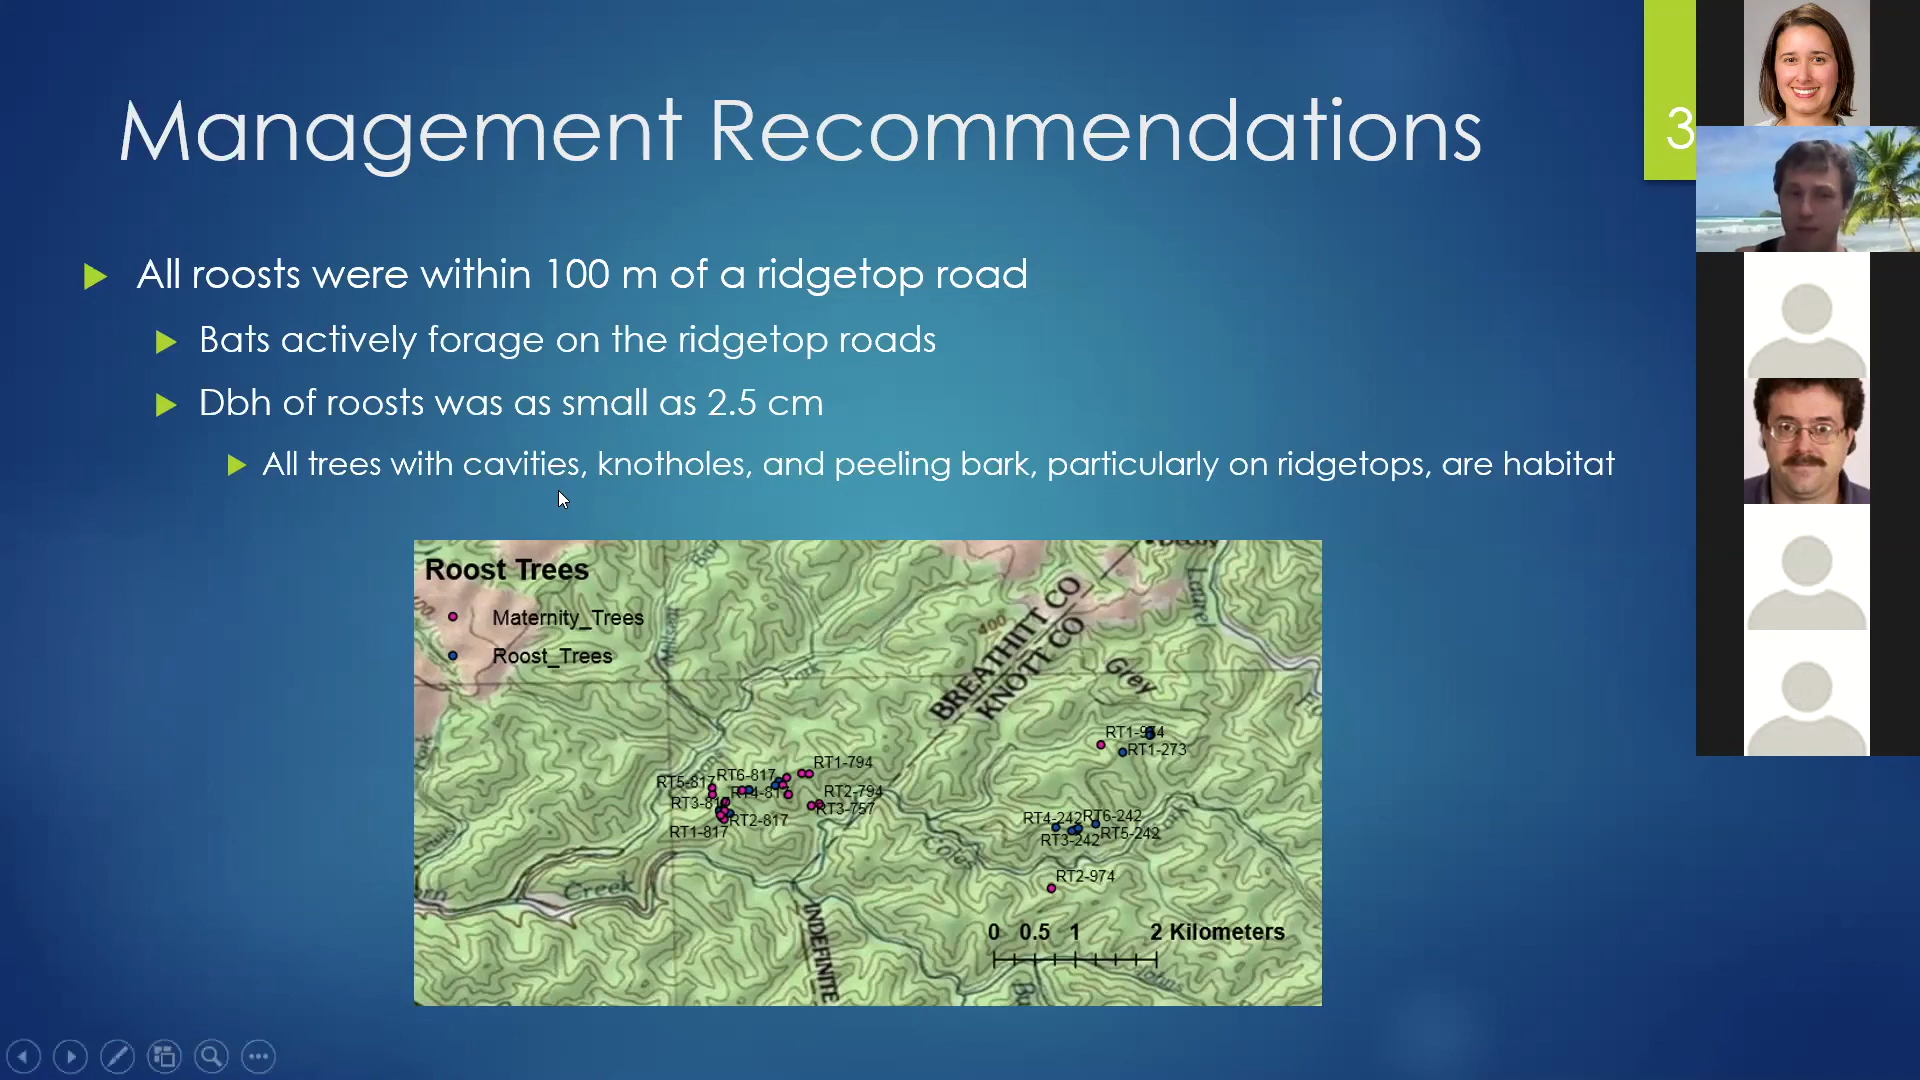 Management Recommendations
3
All roosts were within 100 m of a ridgetop road
Bats actively forage on the ridgetop roads
Dbh of roosts was as small as 2.5 cm
All trees with cavities, knotholes, and peeling bark, particularly on ridgetops, are habitat
Roost Trees
Maternity_Trees
Roost_Trees
BREATHITT CO
KNOTT CO
400
Laurel
Grey
Fork
RT1-974
RT1-273
RT1-794
RT6-817
RT5-817
RT4-817
RT2-794
RT3-817
RT3-757
RT2-817
RT1-817
RT4-242
RT6-242
RT5-242
RT3-242
RT2-974
Creek
INDEFINITE
0 0.5 1 2 Kilometers